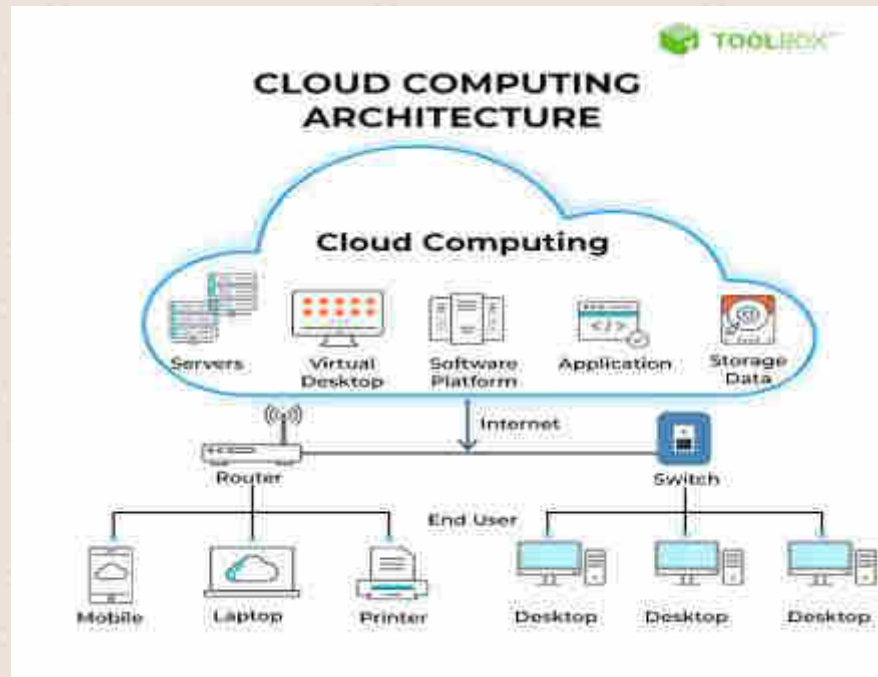 TOOLBOX
CLOUD COMPUTING
ARCHITECTURE
Cloud Computing
Servers
Virtual
Desktop
Software
Platform
Application
Storage
Data
Internet
Router
Switch
End User
Mobile
Laptop
Printer
Desktop
Desktop
Desktop